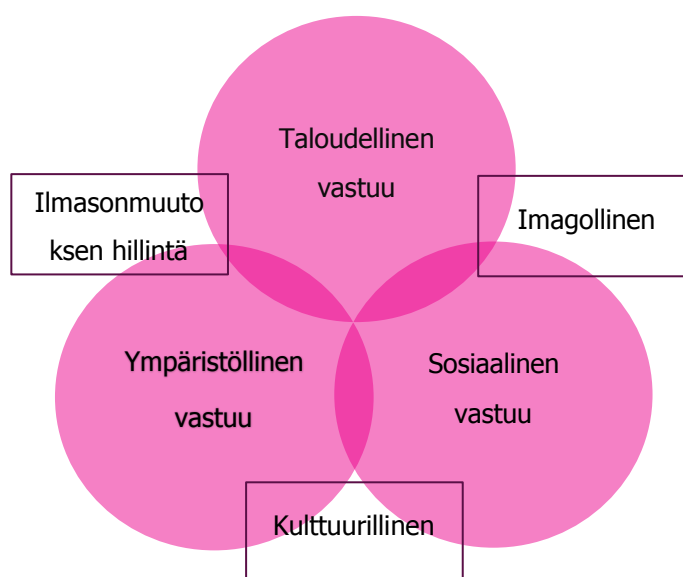 Taloudellinen
vastuu
Ilmasonmuuto
ksen hillintä
Imagollinen
Ympäristöllinen
vastuu
Sosiaalinen
vastuu
Kulttuurillinen